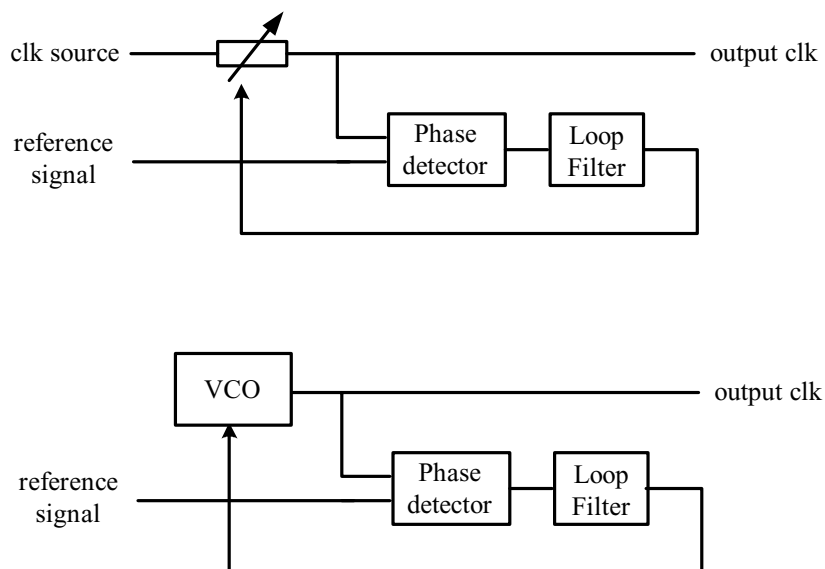 clk source
output clk
reference
signal
Phase
detector
Loop
Filter
VCO
output clk
reference
signal
Phase
detector
Loop
Filter